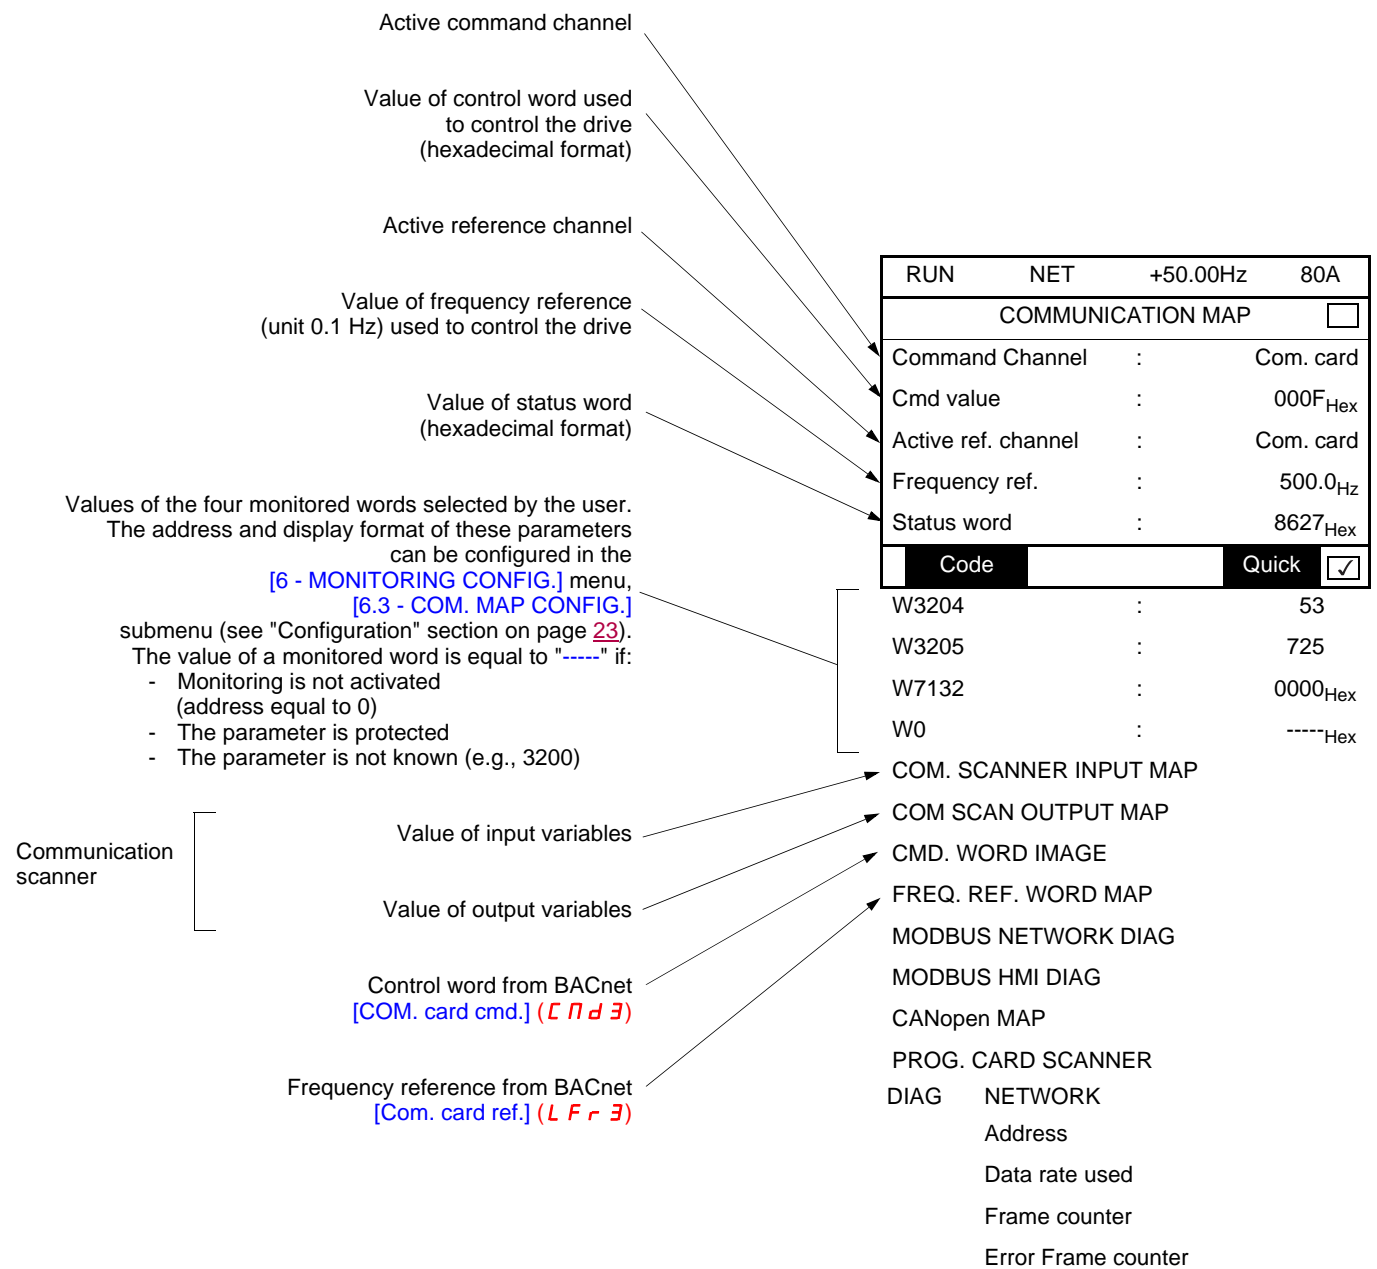 Active command channel
Value of control word used
to control the drive
(hexadecimal format)
Active reference channel
Value of frequency reference
(unit 0.1 Hz) used to control the drive
Value of status word
(hexadecimal format)
Values of the four monitored words selected by the user.
The address and display format of these parameters
can be configured in the
[6 - MONITORING CONFIG.] menu,
[6.3 - COM. MAP CONFIG.]
submenu (see "Configuration" section on page 23).
The value of a monitored word is equal to "-----" if:
- Monitoring is not activated
(address equal to 0)
- The parameter is protected
- The parameter is not known (e.g., 3200)
Communication
scanner
Value of input variables
Value of output variables
Control word from BACnet
[COM. card cmd.] (CMd3)
Frequency reference from BACnet
[Com. card ref.] (LFr3)
RUN NET +50.00Hz 80A
COMMUNICATION MAP
Command Channel : Com. card
Cmd value : 000FHex
Active ref. channel : Com. card
Frequency ref. : 500.0Hz
Status word : 8627Hex
Code Quick ✓
W3204 : 53
W3205 : 725
W7132 : 0000Hex
W0 : -----Hex
COM. SCANNER INPUT MAP
COM SCAN OUTPUT MAP
CMD. WORD IMAGE
FREQ. REF. WORD MAP
MODBUS NETWORK DIAG
MODBUS HMI DIAG
CANopen MAP
PROG. CARD SCANNER
DIAG NETWORK
Address
Data rate used
Frame counter
Error Frame counter